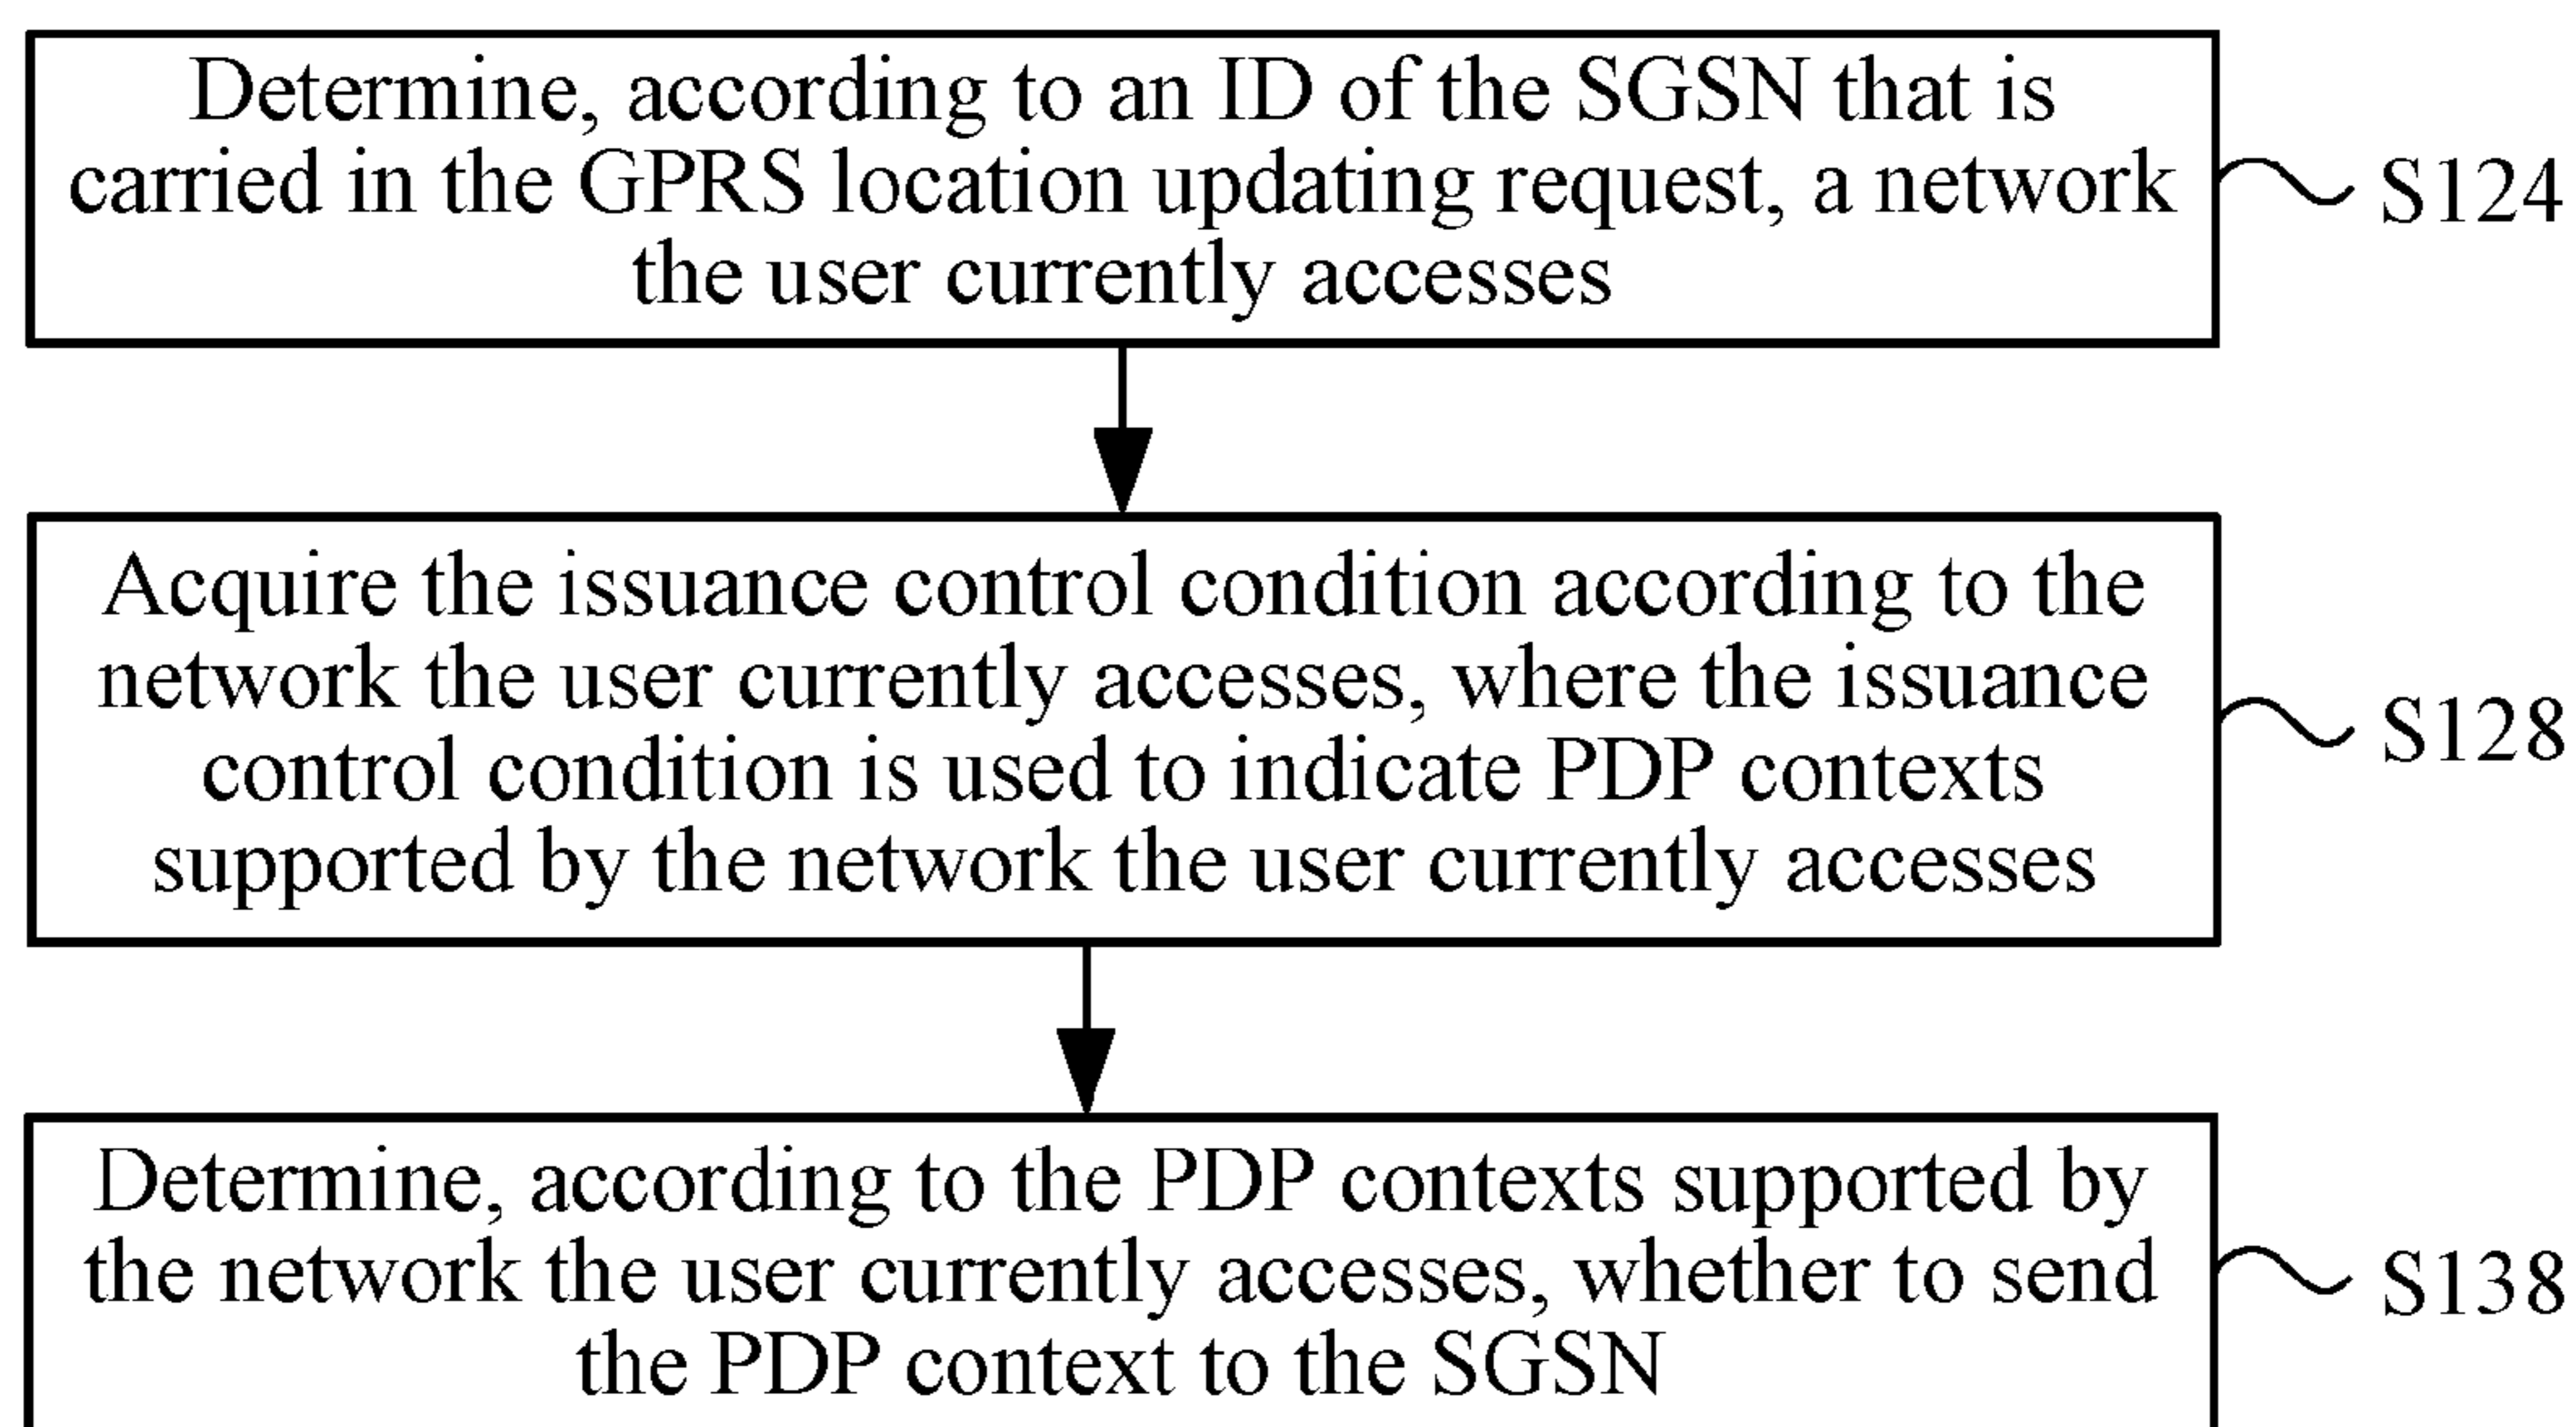 Determine, according to an ID of the SGSN that is
carried in the GPRS location updating request, a network
the user currently accesses
S124
Acquire the issuance control condition according to the
network the user currently accesses, where the issuance
control condition is used to indicate PDP contexts
supported by the network the user currently accesses
S128
Determine, according to the PDP contexts supported by
the network the user currently accesses, whether to send
the PDP context to the SGSN
S138